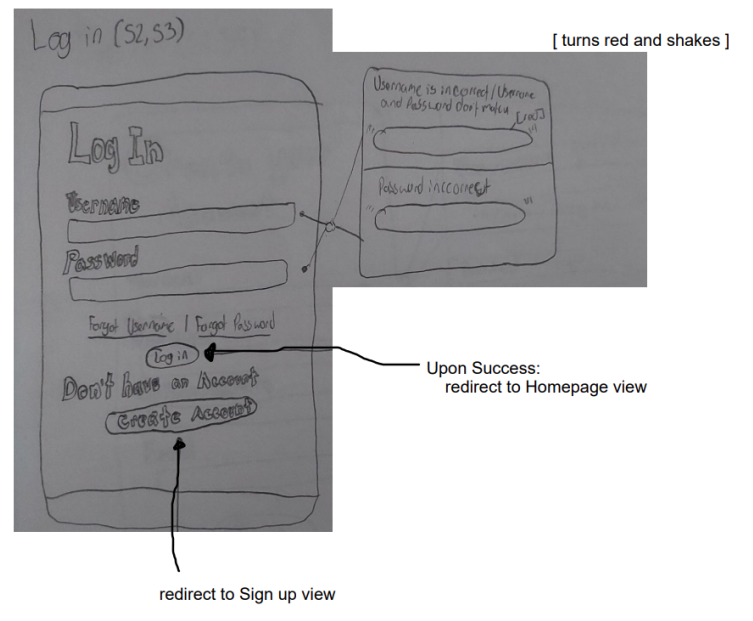 Log in (S2,S3)
[ turns red and shakes ]
Log In
Username
Password
Forgot Username | Forgot Password
Log in
Don't have an Account
Create Account
Username is incorrect/Username
and Password don't match
[red]
Password inccorrect
Upon Success:
redirect to Homepage view
redirect to Sign up view